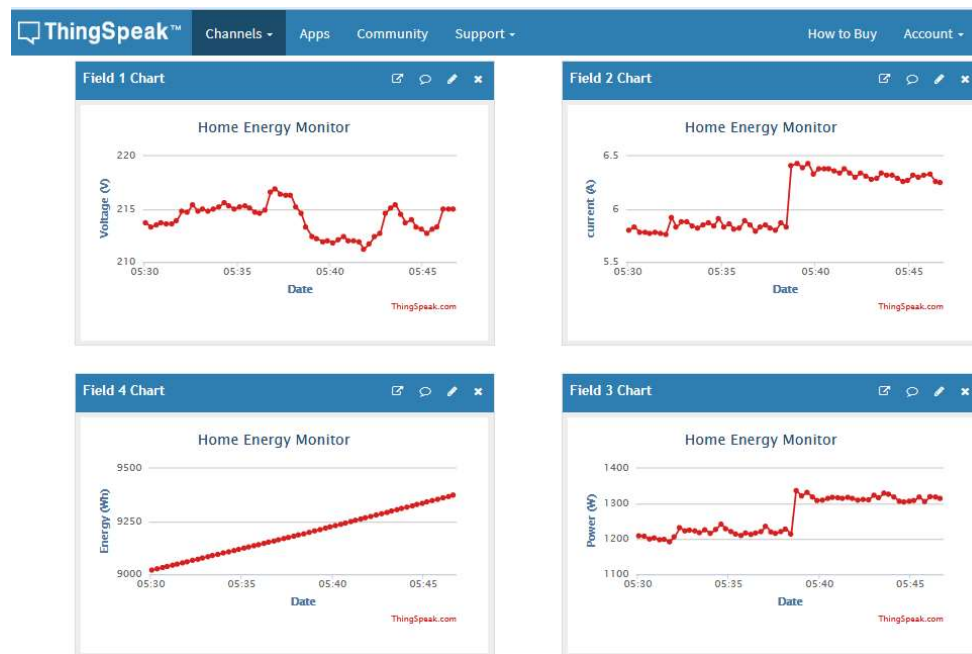 ThingSpeak™ Channels Apps Community Support How to Buy Account
Field 1 Chart
Home Energy Monitor
220
215
210
Voltage (V)
05:30 05:35 05:40 05:45
Date
ThingSpeak.com
Field 2 Chart
Home Energy Monitor
6.5
6
5.5
current (A)
05:30 05:35 05:40 05:45
Date
ThingSpeak.com
Field 4 Chart
Home Energy Monitor
9500
9250
9000
Energy (Wh)
05:30 05:35 05:40 05:45
Date
ThingSpeak.com
Field 3 Chart
Home Energy Monitor
1400
1300
1200
1100
Power (W)
05:30 05:35 05:40 05:45
Date
ThingSpeak.com